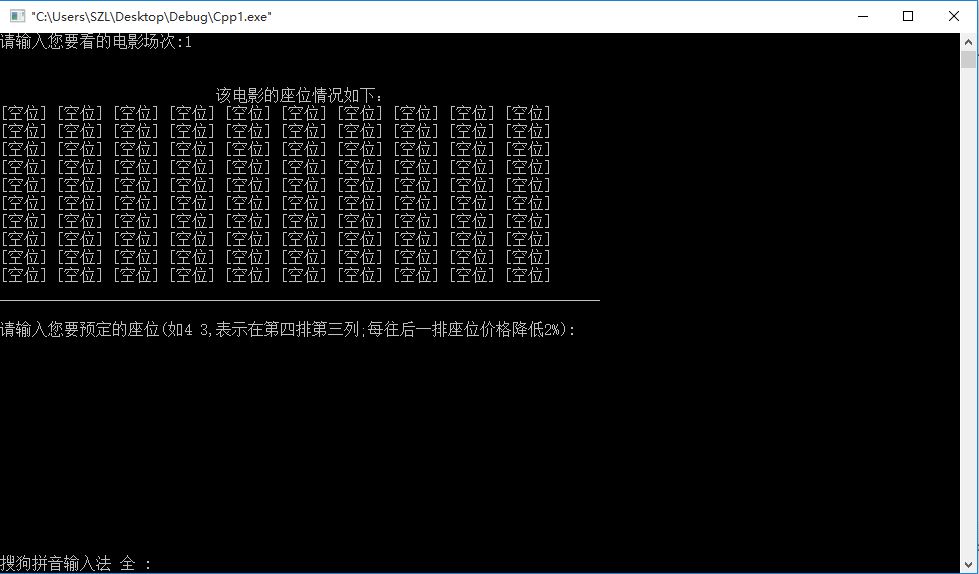 "C:\Users\SZL\Desktop\Debug\Cpp1.exe"
请输入您要看的电影场次:1
该电影的座位情况如下:
[空位] [空位] [空位] [空位] [空位] [空位] [空位] [空位] [空位] [空位]
[空位] [空位] [空位] [空位] [空位] [空位] [空位] [空位] [空位] [空位]
[空位] [空位] [空位] [空位] [空位] [空位] [空位] [空位] [空位] [空位]
[空位] [空位] [空位] [空位] [空位] [空位] [空位] [空位] [空位] [空位]
[空位] [空位] [空位] [空位] [空位] [空位] [空位] [空位] [空位] [空位]
[空位] [空位] [空位] [空位] [空位] [空位] [空位] [空位] [空位] [空位]
[空位] [空位] [空位] [空位] [空位] [空位] [空位] [空位] [空位] [空位]
[空位] [空位] [空位] [空位] [空位] [空位] [空位] [空位] [空位] [空位]
[空位] [空位] [空位] [空位] [空位] [空位] [空位] [空位] [空位] [空位]
[空位] [空位] [空位] [空位] [空位] [空位] [空位] [空位] [空位] [空位]
请输入您要预定的座位(如4 3,表示在第四排第三列;每往后一排座位价格降低2%):
搜狗拼音输入法 全 :